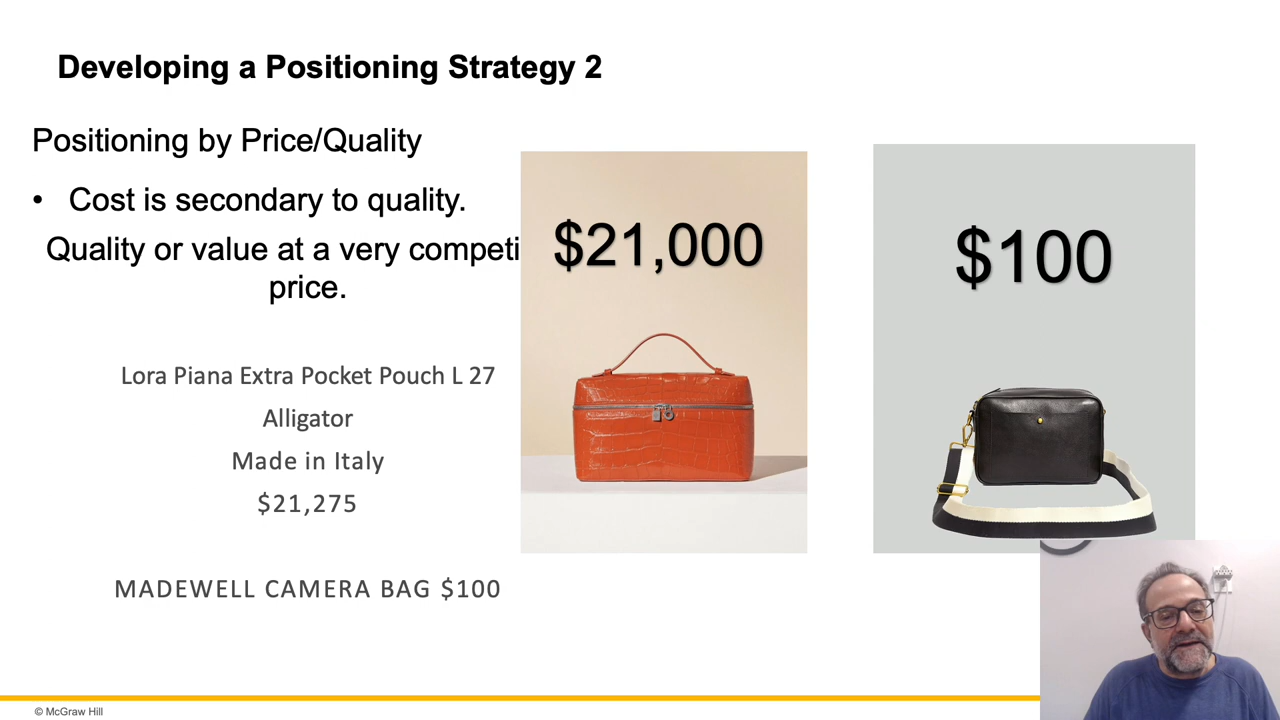 Developing a Positioning Strategy 2
Positioning by Price/Quality
• Cost is secondary to quality.
Quality or value at a very competi
price.
$21,000
$100
Lora Piana Extra Pocket Pouch L 27
Alligator
Made in Italy
$21,275
MADEWELL CAMERA BAG $100
© McGraw Hill